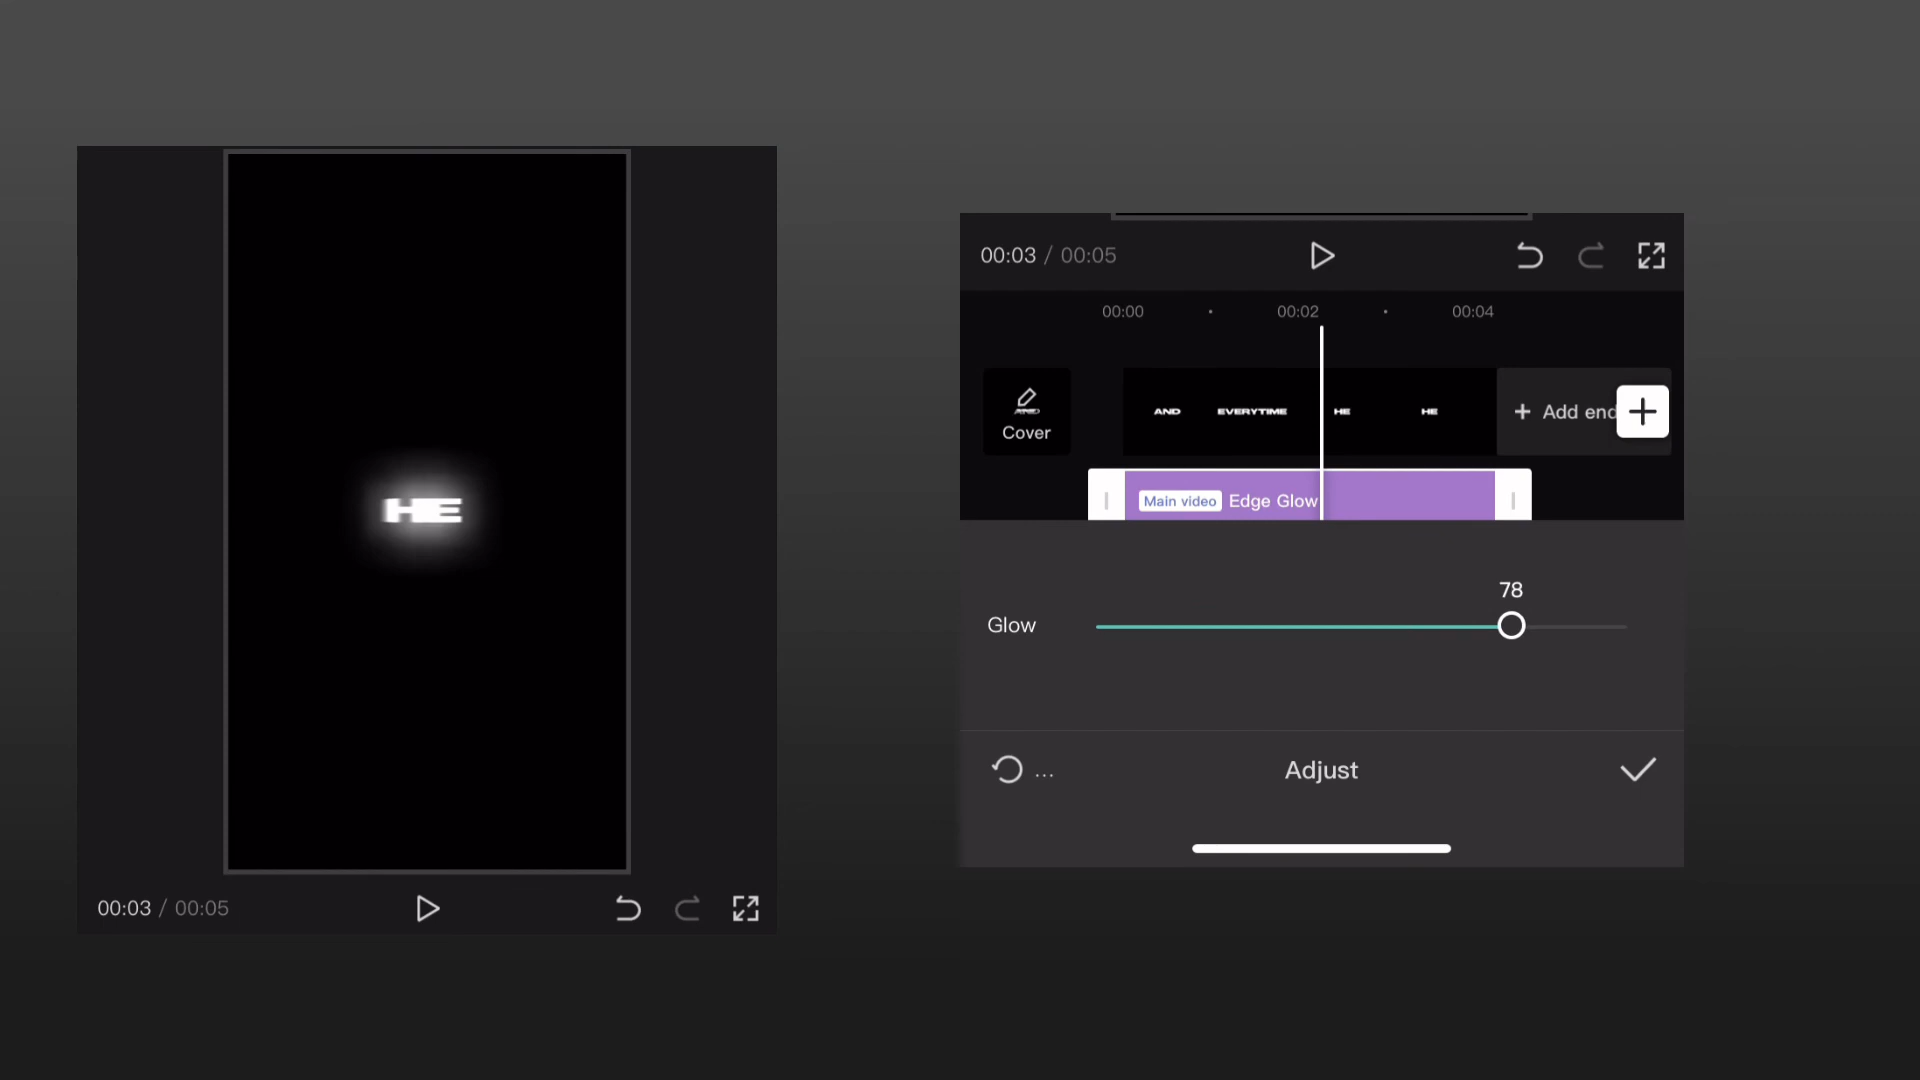 HE
00:03 / 00:05
00:03 / 00:05
00:00 00:02 00:04
Cover
AND EVERYTIME HE HE
+ Add end
Main video Edge Glow
78
Glow
... Adjust